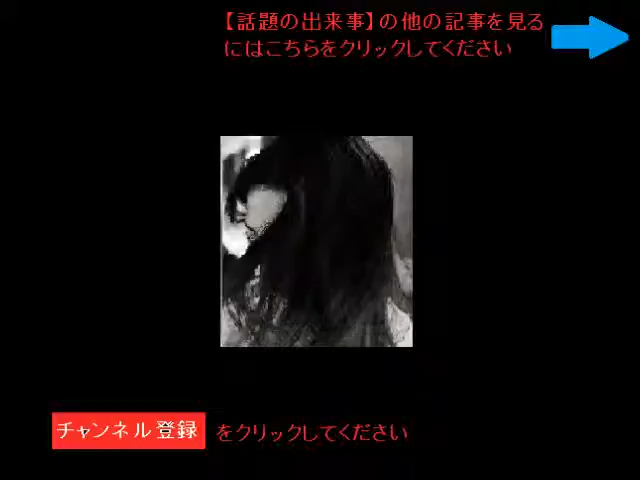 【話題の出来事】の他の記事を見る
にはこちらをクリックしてください
チャンネル登録 をクリックしてください